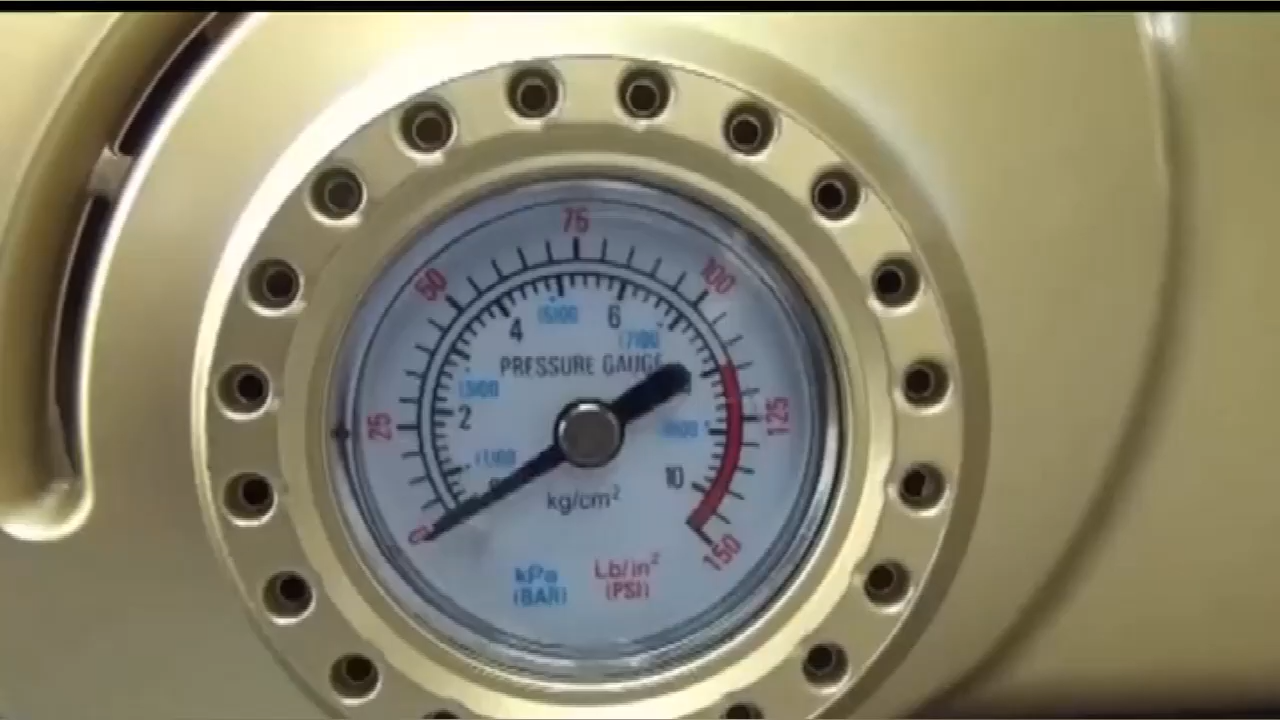 75
50
100
4
6
PRESSURE GAUGE
25
2
125
10
kg/cm²
0
150
kPa
(BAR)
Lb/in²
(PSI)